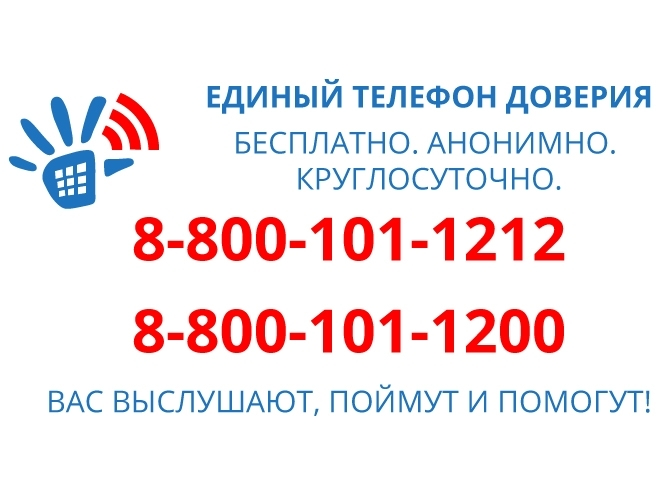 ЕДИНЫЙ ТЕЛЕФОН ДОВЕРИЯ
БЕСПЛАТНО. АНОНИМНО.
КРУГЛОСУТОЧНО.
8-800-101-1212
8-800-101-1200
ВАС ВЫСЛУШАЮТ, ПОЙМУТ И ПОМОГУТ!